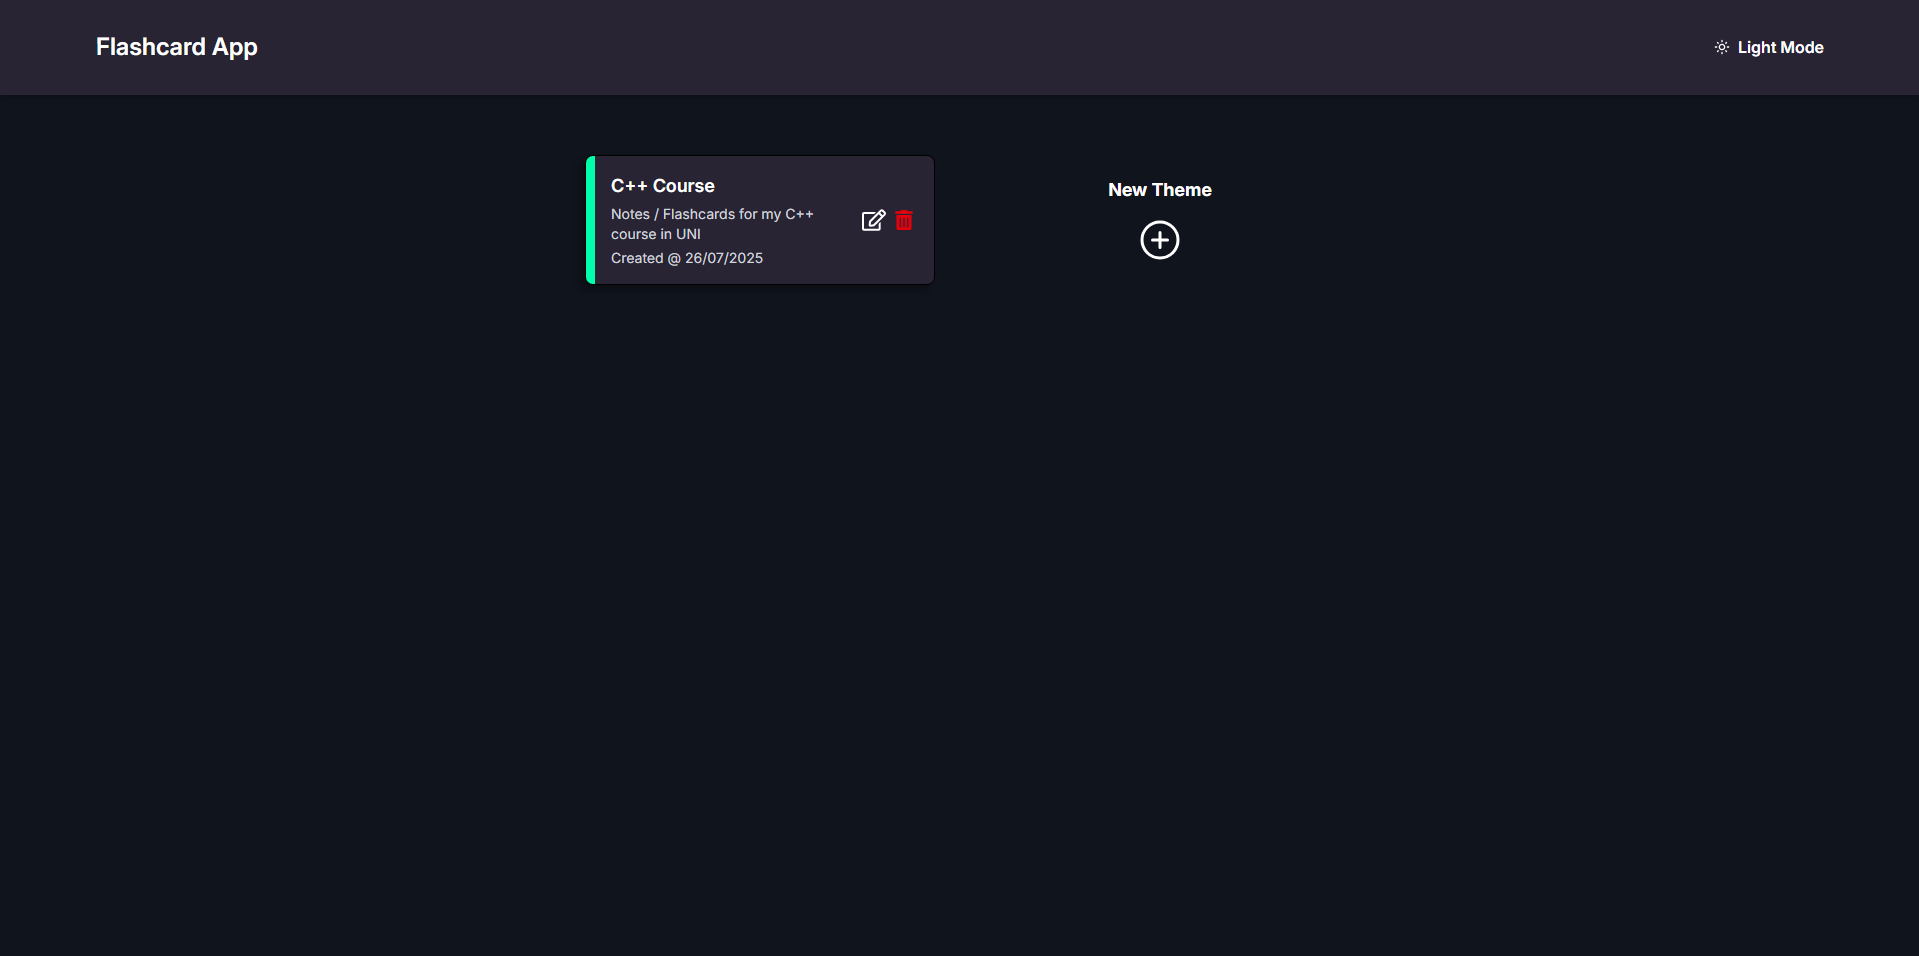 Flashcard App
Light Mode
C++ Course
Notes / Flashcards for my C++
course in UNI
Created @ 26/07/2025
New Theme